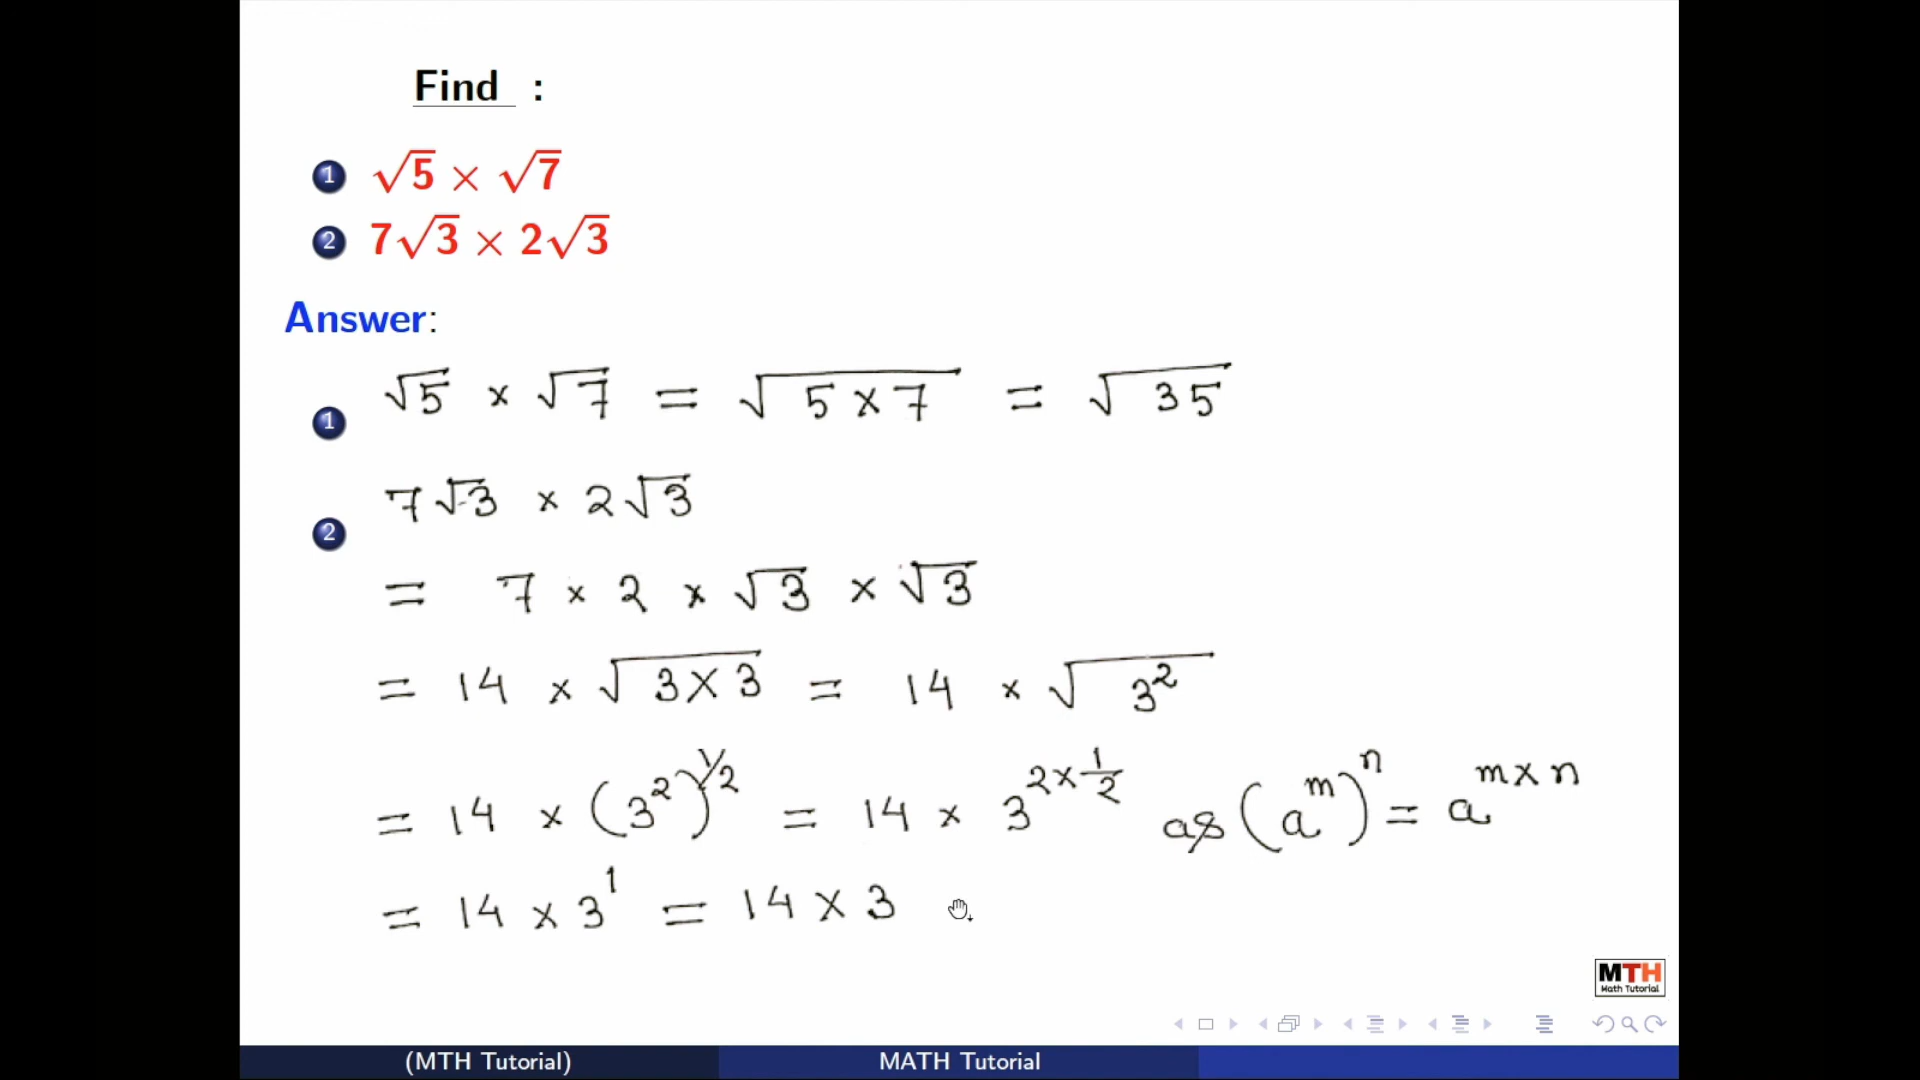 Find :
1 √5 × √7
2 7√3 × 2√3
Answer:
1 √5 × √7 = √5×7 = √35
2 7√3 × 2√3
= 7 × 2 × √3 × √3
= 14 × √3×3 = 14 × √3²
= 14 × (3²)^1/2 = 14 × 3^2×1/2 as (a^m)^n = a^m×n
= 14 × 3¹ = 14 × 3
MTH
Math Tutorial
(MTH Tutorial) MATH Tutorial